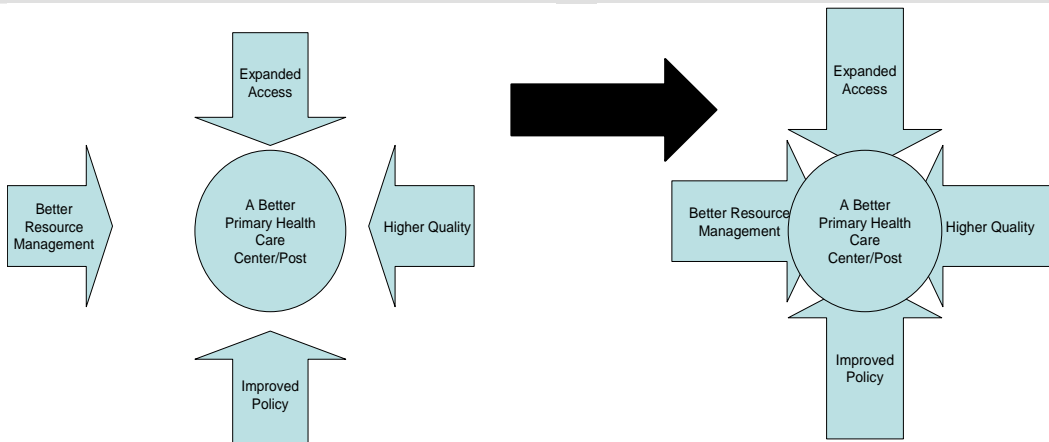 Expanded
Access
Better
Resource
Management
A Better
Primary Health
Care
Center/Post
Higher Quality
Improved
Policy
Expanded
Access
Better Resource
Management
A Better
Primary Health
Care
Center/Post
Higher Quality
Improved
Policy